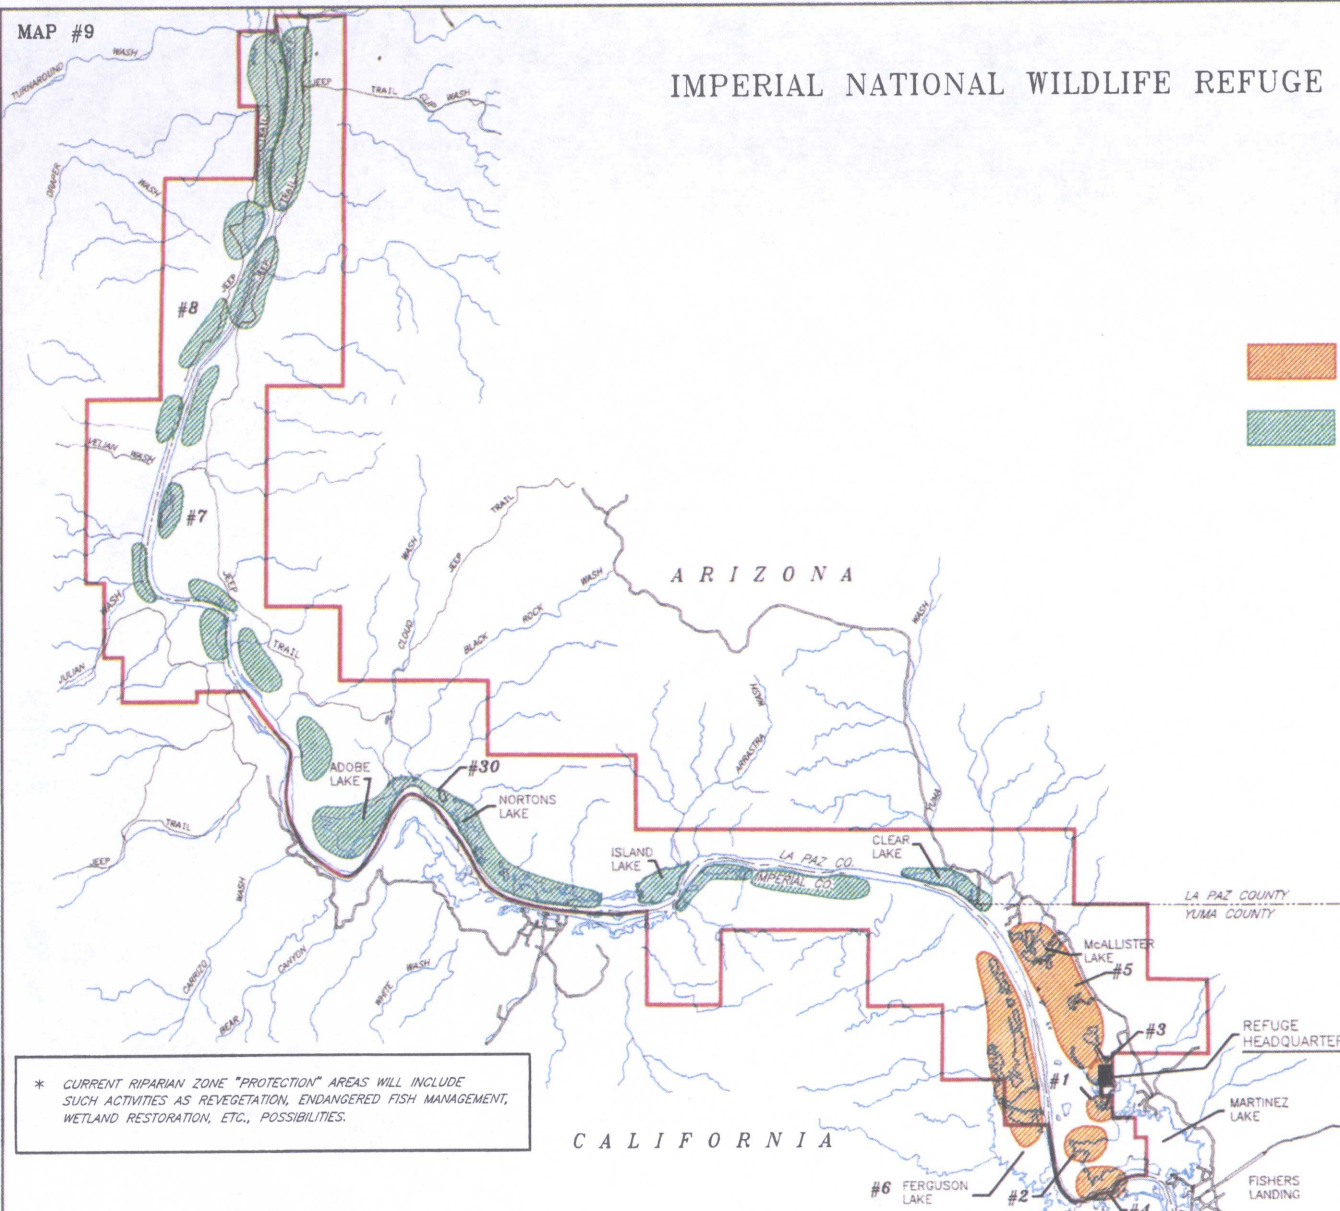 MAP #9
IMPERIAL NATIONAL WILDLIFE REFUGE
TURNAROUND
WASH
JEEP
TRAIL
CLIP
WASH
TRAIL
TRAIL
DRAPER
WASH
JEEP
JEEP
#8
VELIAN WASH
#7
JEEP
TRAIL
WASH
JULIAN
TRAIL
JEEP
WASH
CLOUD
JEEP
TRAIL
BLACK
ROCK
WASH
ARIZONA
WASH
YUMA
WASH
ARRASTRA
ADOBE
LAKE
#30
NORTONS
LAKE
ISLAND
LAKE
LA PAZ CO.
IMPERIAL CO.
CLEAR
LAKE
LA PAZ COUNTY
YUMA COUNTY
McALLISTER
LAKE
#5
#3
REFUGE
HEADQUARTER
#1
MARTINEZ
LAKE
TRAIL
JEEP
WASH
CARRIZO
CANYON
BEAR
WASH
WHITE
* CURRENT RIPARIAN ZONE "PROTECTION" AREAS WILL INCLUDE
SUCH ACTIVITIES AS REVEGETATION, ENDANGERED FISH MANAGEMENT,
WETLAND RESTORATION, ETC., POSSIBILITIES.
CALIFORNIA
#6
FERGUSON
LAKE
#2
#4
FISHERS
LANDING